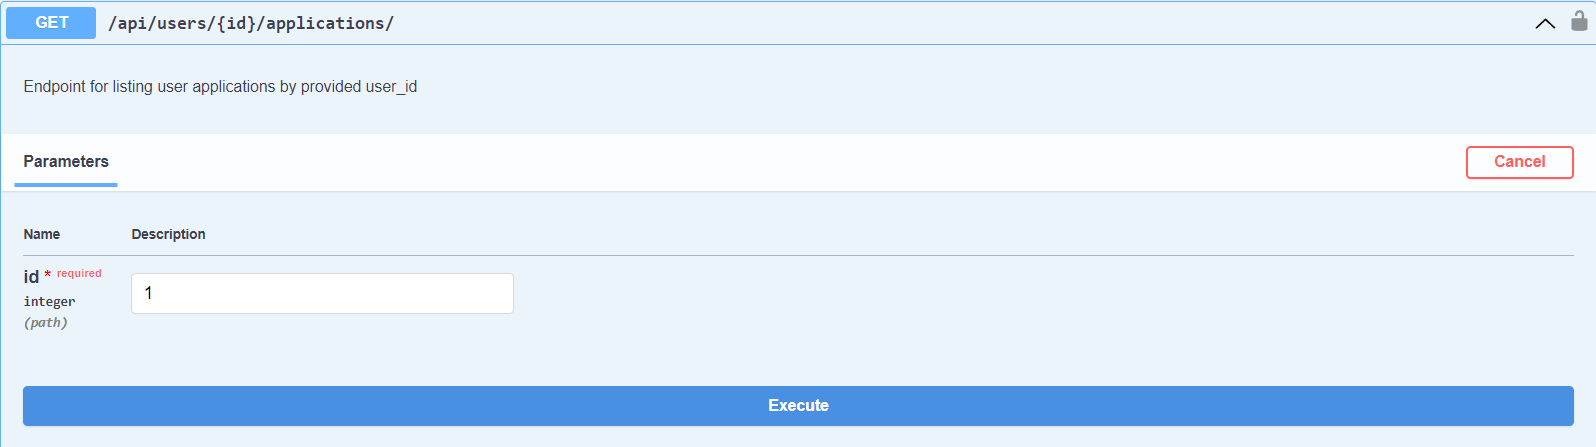 GET /api/users/{id}/applications/
Endpoint for listing user applications by provided user_id
Parameters Cancel
Name Description
id * required
integer
(path)
1
Execute